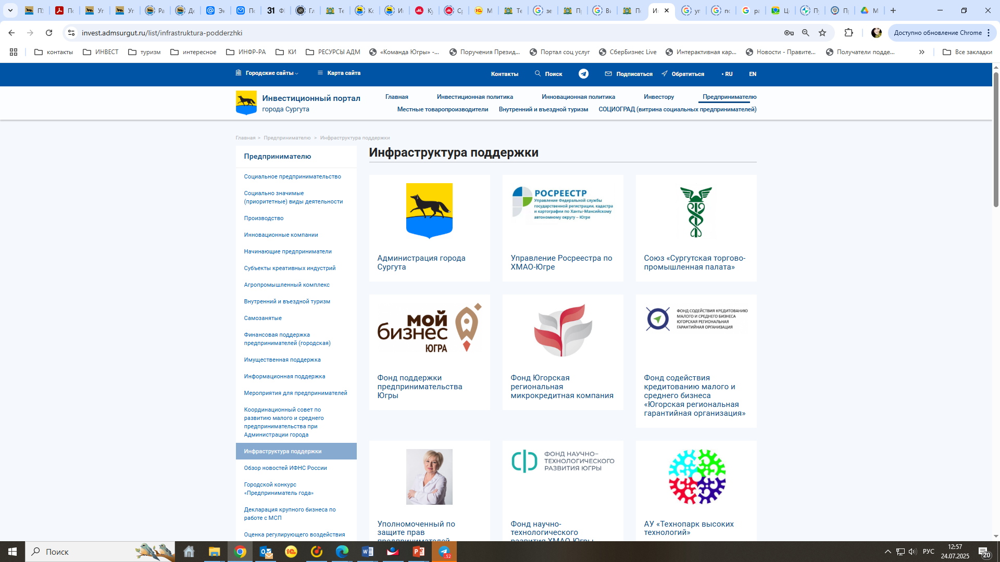 invest.admsurgut.ru/list/infrastruktura-podderzhki
Доступно обновление Chrome
контакты
ИНВЕСТ
туризм
интересное
ИНФР-РА
КИ
РЕСУРСЫ АДМ
«Команда Югры» -...
Поручения Презид...
Портал соц услуг
СберБизнес Live
Интерактивная кар...
Новости - Правите...
Получатели подде...
Все закладки
Городские сайты
Карта сайта
Контакты
Поиск
Подписаться
Обратиться
• RU
EN
Инвестиционный портал
города Сургута
Главная
Инвестиционная политика
Инновационная политика
Инвестору
Предпринимателю
Местные товаропроизводители
Внутренний и въездной туризм
СОЦИОГРАД (витрина социальных предпринимателей)
Главная > Предпринимателю > Инфраструктура поддержки
Предпринимателю
Социальное предпринимательство
Социально значимые
(приоритетные) виды деятельности
Производство
Инновационные компании
Начинающие предприниматели
Субъекты креативных индустрий
Агропромышленный комплекс
Внутренний и въездной туризм
Самозанятые
Финансовая поддержка
предпринимателей (городская)
Имущественная поддержка
Информационная поддержка
Мероприятия для предпринимателей
Координационный совет по
развитию малого и среднего
предпринимательства при
Администрации города
Инфраструктура поддержки
Обзор новостей ИФНС России
Городской конкурс
«Предприниматель года»
Декларация крупного бизнеса по
работе с МСП
Оценка регулирующего воздействия
Инфраструктура поддержки
Администрация города
Сургута
РОСРЕЕСТР
Управление Федеральной службы
государственной регистрации, кадастра
и картографии по Ханты-Мансийскому
автономному округу – Югре
Управление Росреестра по
ХМАО-Югре
Союз «Сургутская торгово-
промышленная палата»
мой
бизнес
ЮГРА
Фонд поддержки
предпринимательства
Югры
Фонд Югорская
региональная
микрокредитная компания
ФОНД СОДЕЙСТВИЯ КРЕДИТОВАНИЮ
МАЛОГО И СРЕДНЕГО БИЗНЕСА
ЮГОРСКАЯ РЕГИОНАЛЬНАЯ
ГАРАНТИЙНАЯ ОРГАНИЗАЦИЯ
Фонд содействия
кредитованию малого и
среднего бизнеса
«Югорская региональная
гарантийная организация»
Уполномоченный по
защите прав
предпринимателей
ФОНД НАУЧНО-
ТЕХНОЛОГИЧЕСКОГО
РАЗВИТИЯ ЮГРЫ
Фонд научно-
технологического
развития ХМАО-Югры
АУ «Технопарк высоких
технологий»
Поиск
РУС
12:57
24.07.2025
20